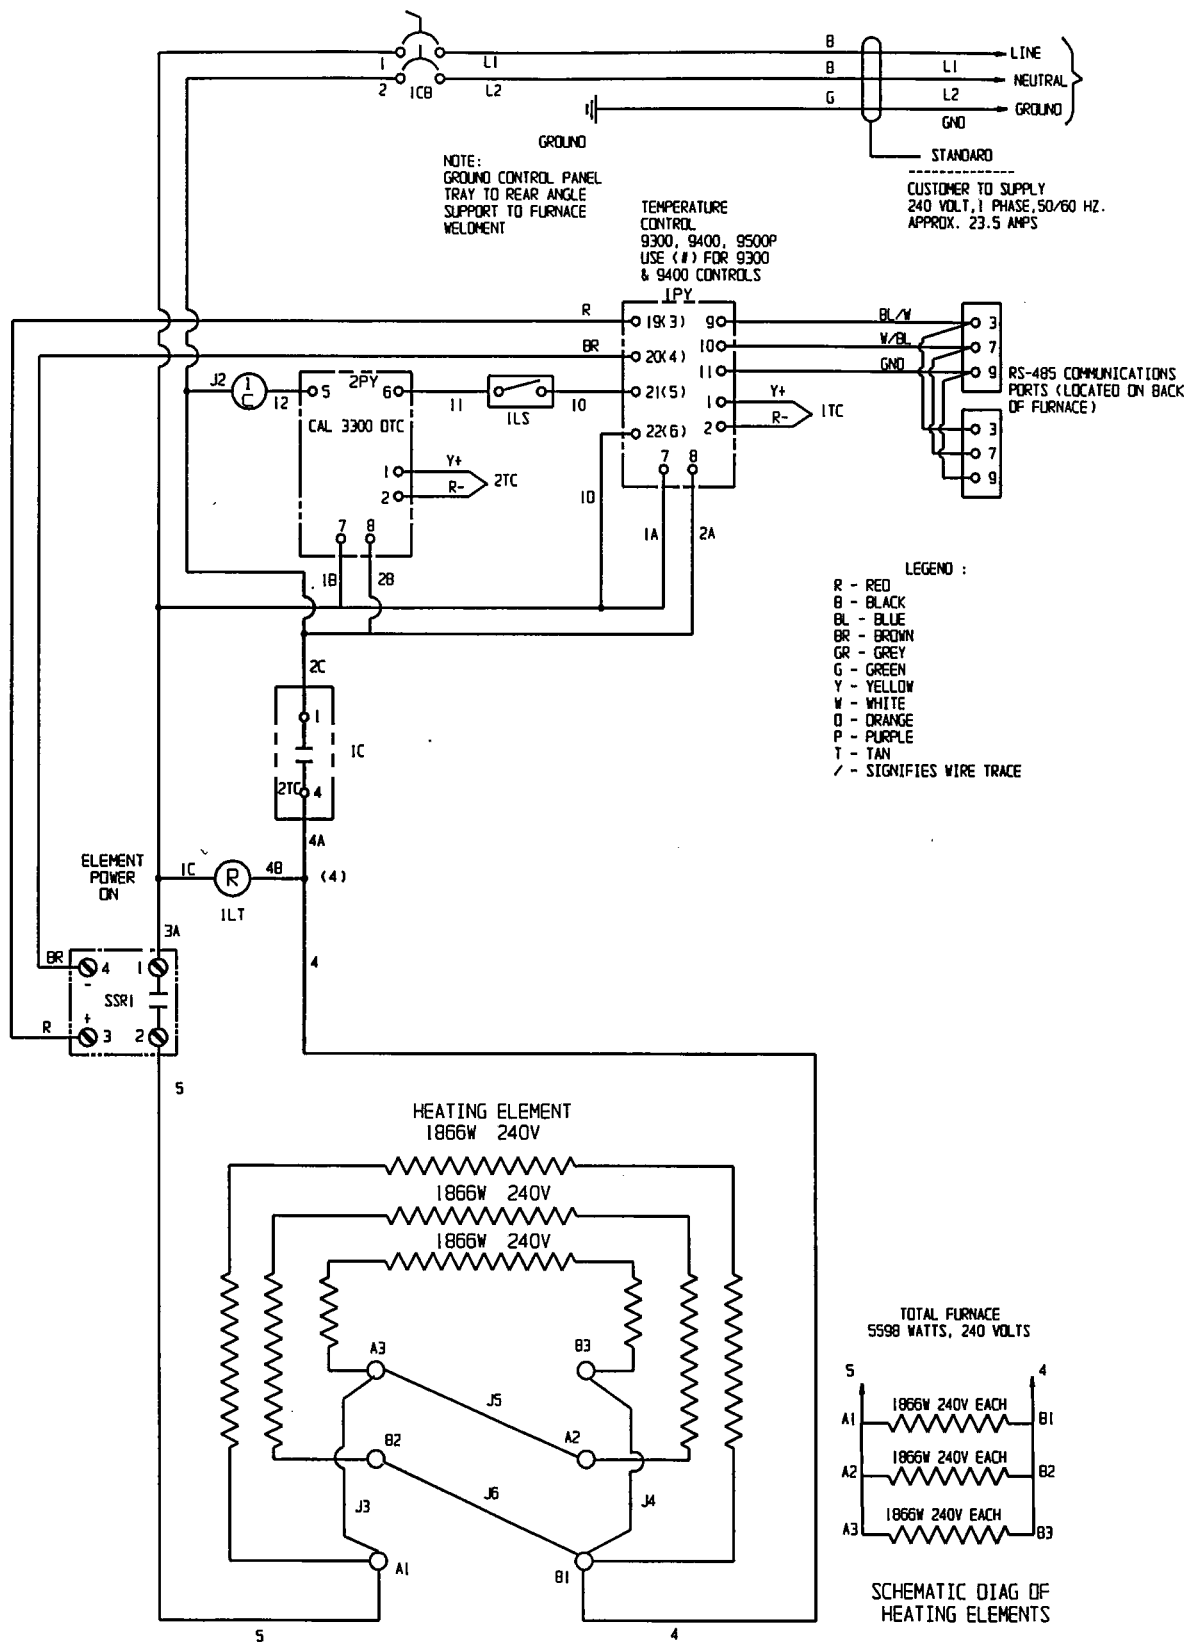 B
LINE
1
L1
B
L1
NEUTRAL
2
1CB
L2
G
L2
GROUND
GND
GROUND
STANDARD
NOTE:
GROUND CONTROL PANEL
TRAY TO REAR ANGLE
SUPPORT TO FURNACE
WELDMENT
CUSTOMER TO SUPPLY
240 VOLT,1 PHASE,50/60 HZ.
APPROX. 23.5 AMPS
TEMPERATURE
CONTROL
9300, 9400, 9500P
USE (#) FOR 9300
& 9400 CONTROLS
1PY
R
19(3)
9
BL/W
3
BR
20(4)
10
W/BL
7
11
GND
9
RS-485 COMMUNICATIONS
PORTS (LOCATED ON BACK
OF FURNACE)
3
7
9
J2
1
C
12
5
2PY
6
11
1LS
10
21(5)
CAL 3300 OTC
22(6)
1
Y+
2
R-
1TC
1
Y+
2
R-
2TC
7
8
7
8
1D
1A
2A
1B
2B
LEGEND :
R - RED
B - BLACK
BL - BLUE
BR - BROWN
GR - GREY
G - GREEN
Y - YELLOW
W - WHITE
O - ORANGE
P - PURPLE
T - TAN
/ - SIGNIFIES WIRE TRACE
2C
1
1C
2TC
4
4A
ELEMENT
POWER
ON
1C
R
4B
(4)
1LT
3A
4
BR
4
1
-
SSR1
+
R
3
2
5
HEATING ELEMENT
1866W 240V
1866W 240V
1866W 240V
A3
B3
J5
B2
A2
J3
J6
J4
A1
B1
5
4
TOTAL FURNACE
5598 WATTS, 240 VOLTS
5
4
A1
1866W 240V EACH
B1
A2
1866W 240V EACH
B2
A3
1866W 240V EACH
B3
SCHEMATIC DIAG OF
HEATING ELEMENTS